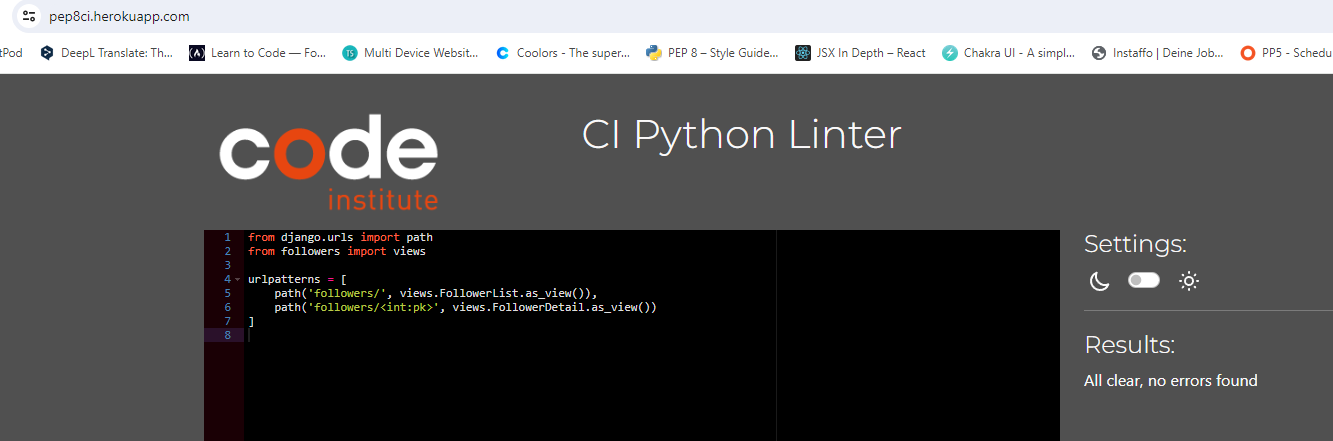 pep8ci.herokuapp.com
tPod DeepL Translate: Th... Learn to Code — Fo... Multi Device Websit... Coolors - The super... PEP 8 – Style Guide... JSX In Depth – React Chakra UI - A simpl... Instaffo | Deine Job... PP5 - Schedu
code
institute
CI Python Linter
1 from django.urls import path
2 from followers import views
3
4 urlpatterns = [
5     path('followers/', views.FollowerList.as_view()),
6     path('followers/<int:pk>', views.FollowerDetail.as_view())
7 ]
8
Settings:
Results:
All clear, no errors found